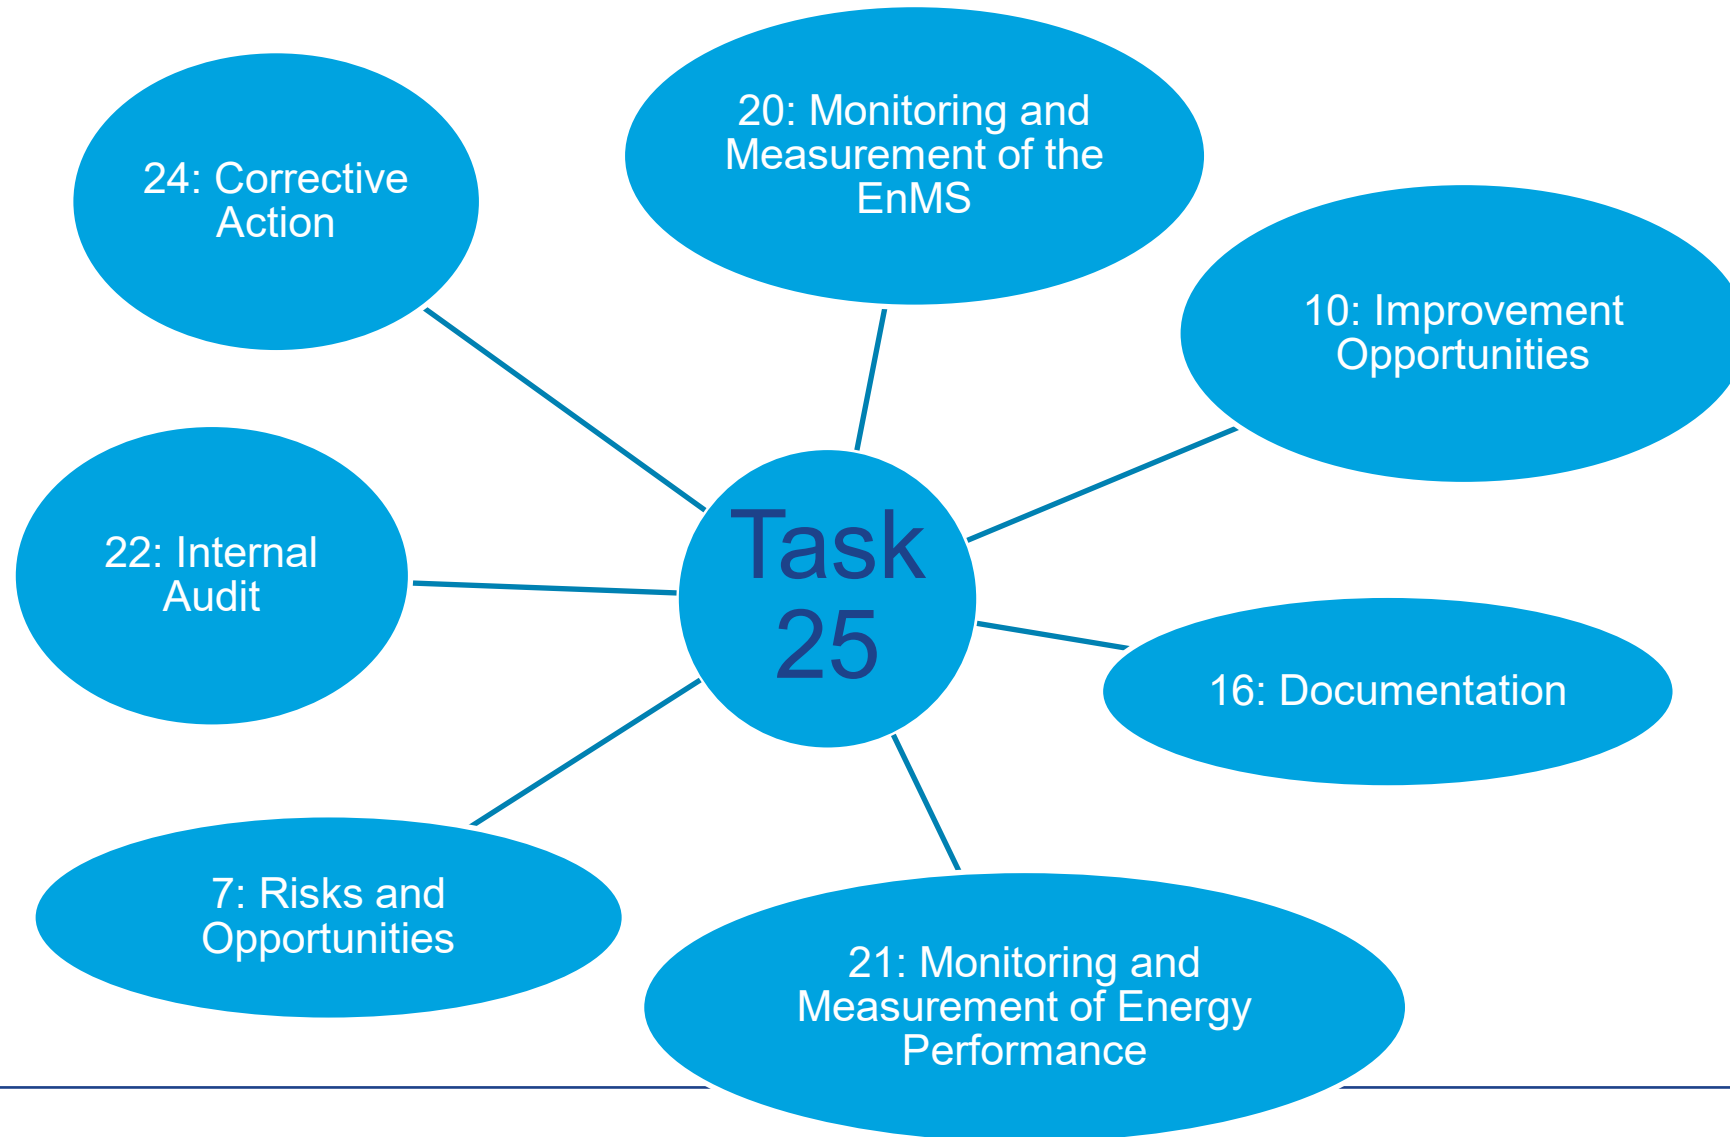 20: Monitoring and
Measurement of the
EnMS
24: Corrective
Action
10: Improvement
Opportunities
Task
25
22: Internal
Audit
16: Documentation
7: Risks and
Opportunities
21: Monitoring and
Measurement of Energy
Performance